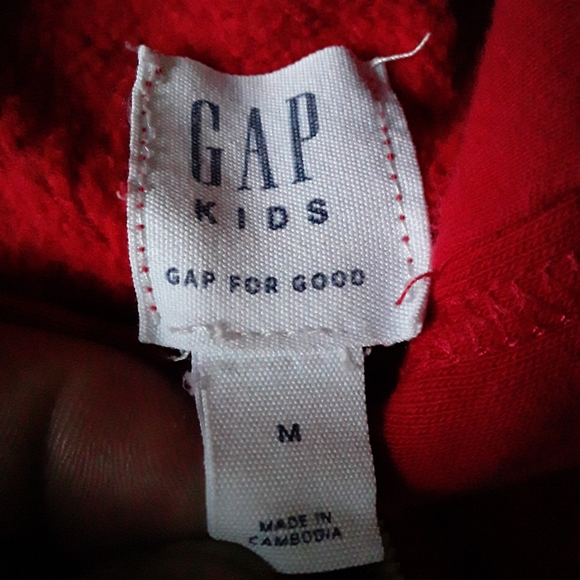 GAP
KIDS
GAP FOR GOOD
M
MADE IN
CAMBODIA